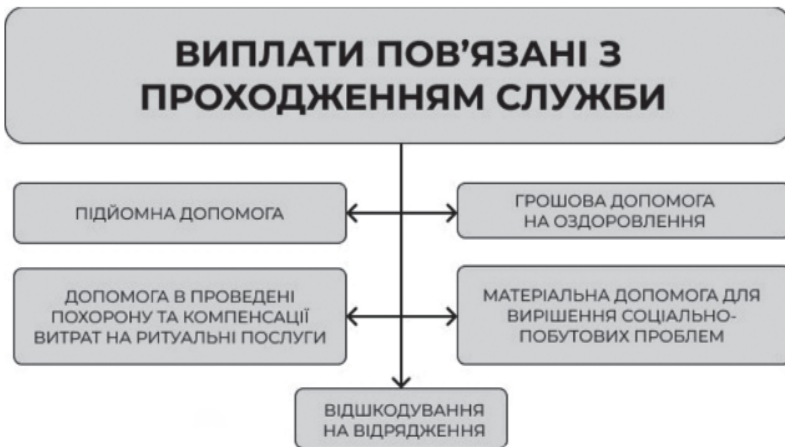 ВИПЛАТИ ПОВ’ЯЗАНІ З
ПРОХОДЖЕННЯМ СЛУЖБИ
ПІДЙОМНА ДОПОМОГА
ГРОШОВА ДОПОМОГА
НА ОЗДОРОВЛЕННЯ
ДОПОМОГА В ПРОВЕДЕНІ
ПОХОРОНУ ТА КОМПЕНСАЦІЇ
ВИТРАТ НА РИТУАЛЬНІ ПОСЛУГИ
МАТЕРІАЛЬНА ДОПОМОГА ДЛЯ
ВИРІШЕННЯ СОЦІАЛЬНО-
ПОБУТОВИХ ПРОБЛЕМ
ВІДШКОДУВАННЯ
НА ВІДРЯДЖЕННЯ